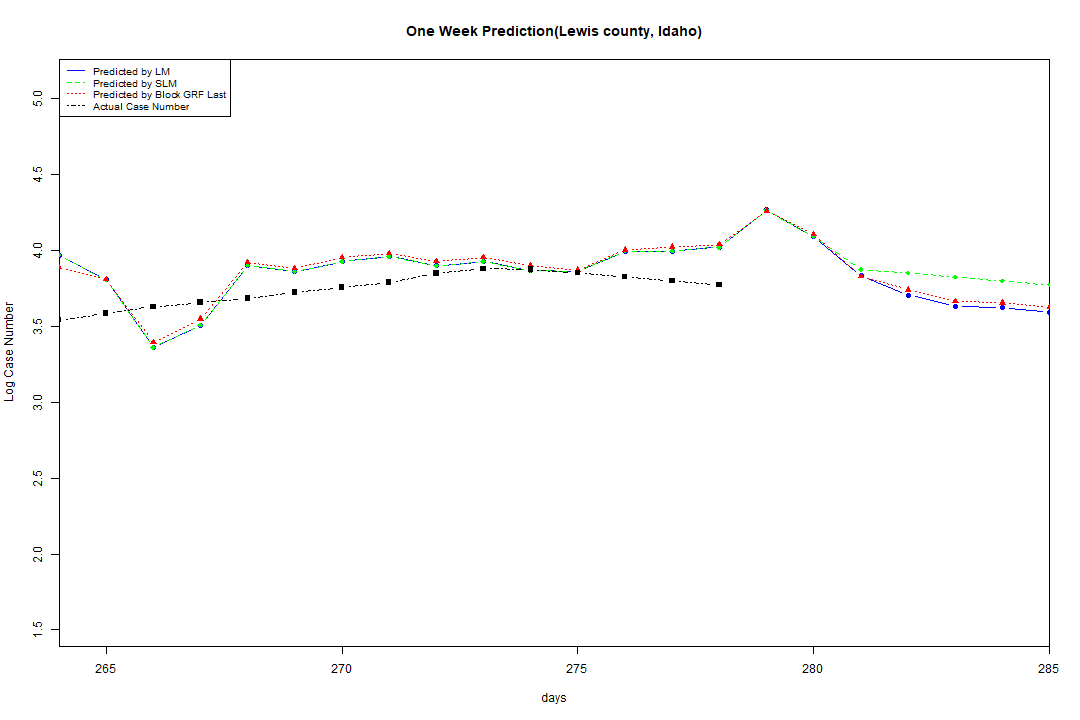 One Week Prediction(Lewis county, Idaho)
Predicted by LM
Predicted by SLM
Predicted by Block GRF Last
Actual Case Number
5.0
4.5
4.0
3.5
3.0
2.5
2.0
1.5
Log Case Number
265 270 275 280 285
days